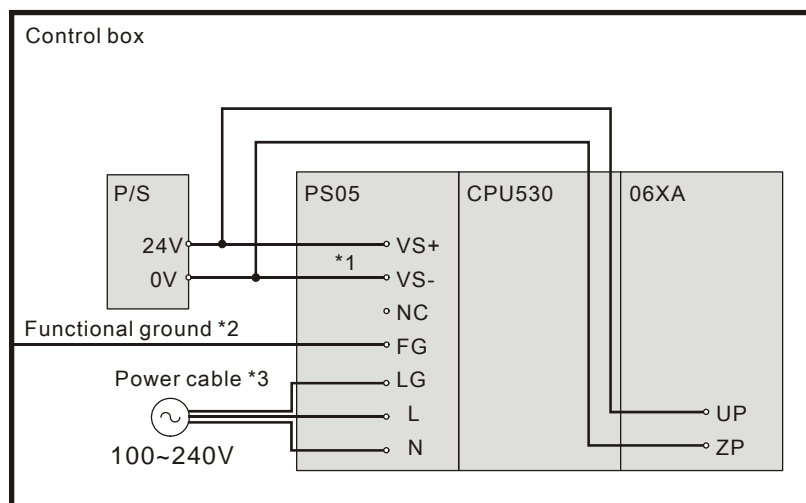 Control box
P/S
PS05
CPU530
06XA
24V
VS+
*1
0V
VS-
NC
Functional ground *2
FG
Power cable *3
LG
L
UP
100~240V
N
ZP